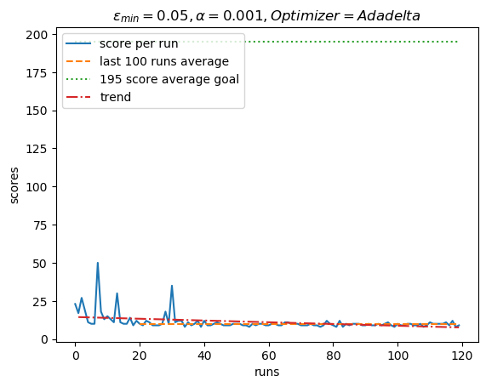 ε_min = 0.05, α = 0.001, Optimizer = Adadelta
score per run
last 100 runs average
195 score average goal
trend
scores
200
175
150
125
100
75
50
25
0
0 20 40 60 80 100 120
runs